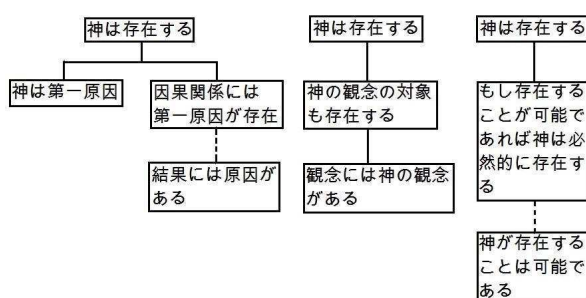 神は存在する
神は第一原因
因果関係には
第一原因が存在
結果には原因が
ある
神は存在する
神の観念の対象
も存在する
観念には神の観念
がある
神は存在する
もし存在する
ことが可能で
あれば神は必
然的に存在す
る
神が存在する
ことは可能で
ある